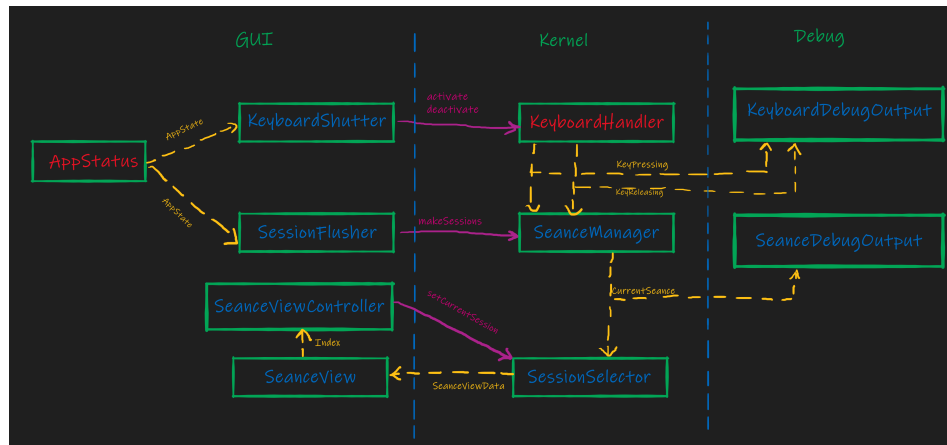 GUI
Kernel
Debug
activate
deactivate
KeyboardShutter
KeyboardHandler
KeyboardDebugOutput
AppState
AppStatus
KeyPressing
KeyReleasing
AppState
makeSessions
SessionFlusher
SeanceManager
SeanceDebugOutput
SeanceViewController
setCurrentSession
CurrentSeance
Index
SeanceView
SeanceViewData
SessionSelector